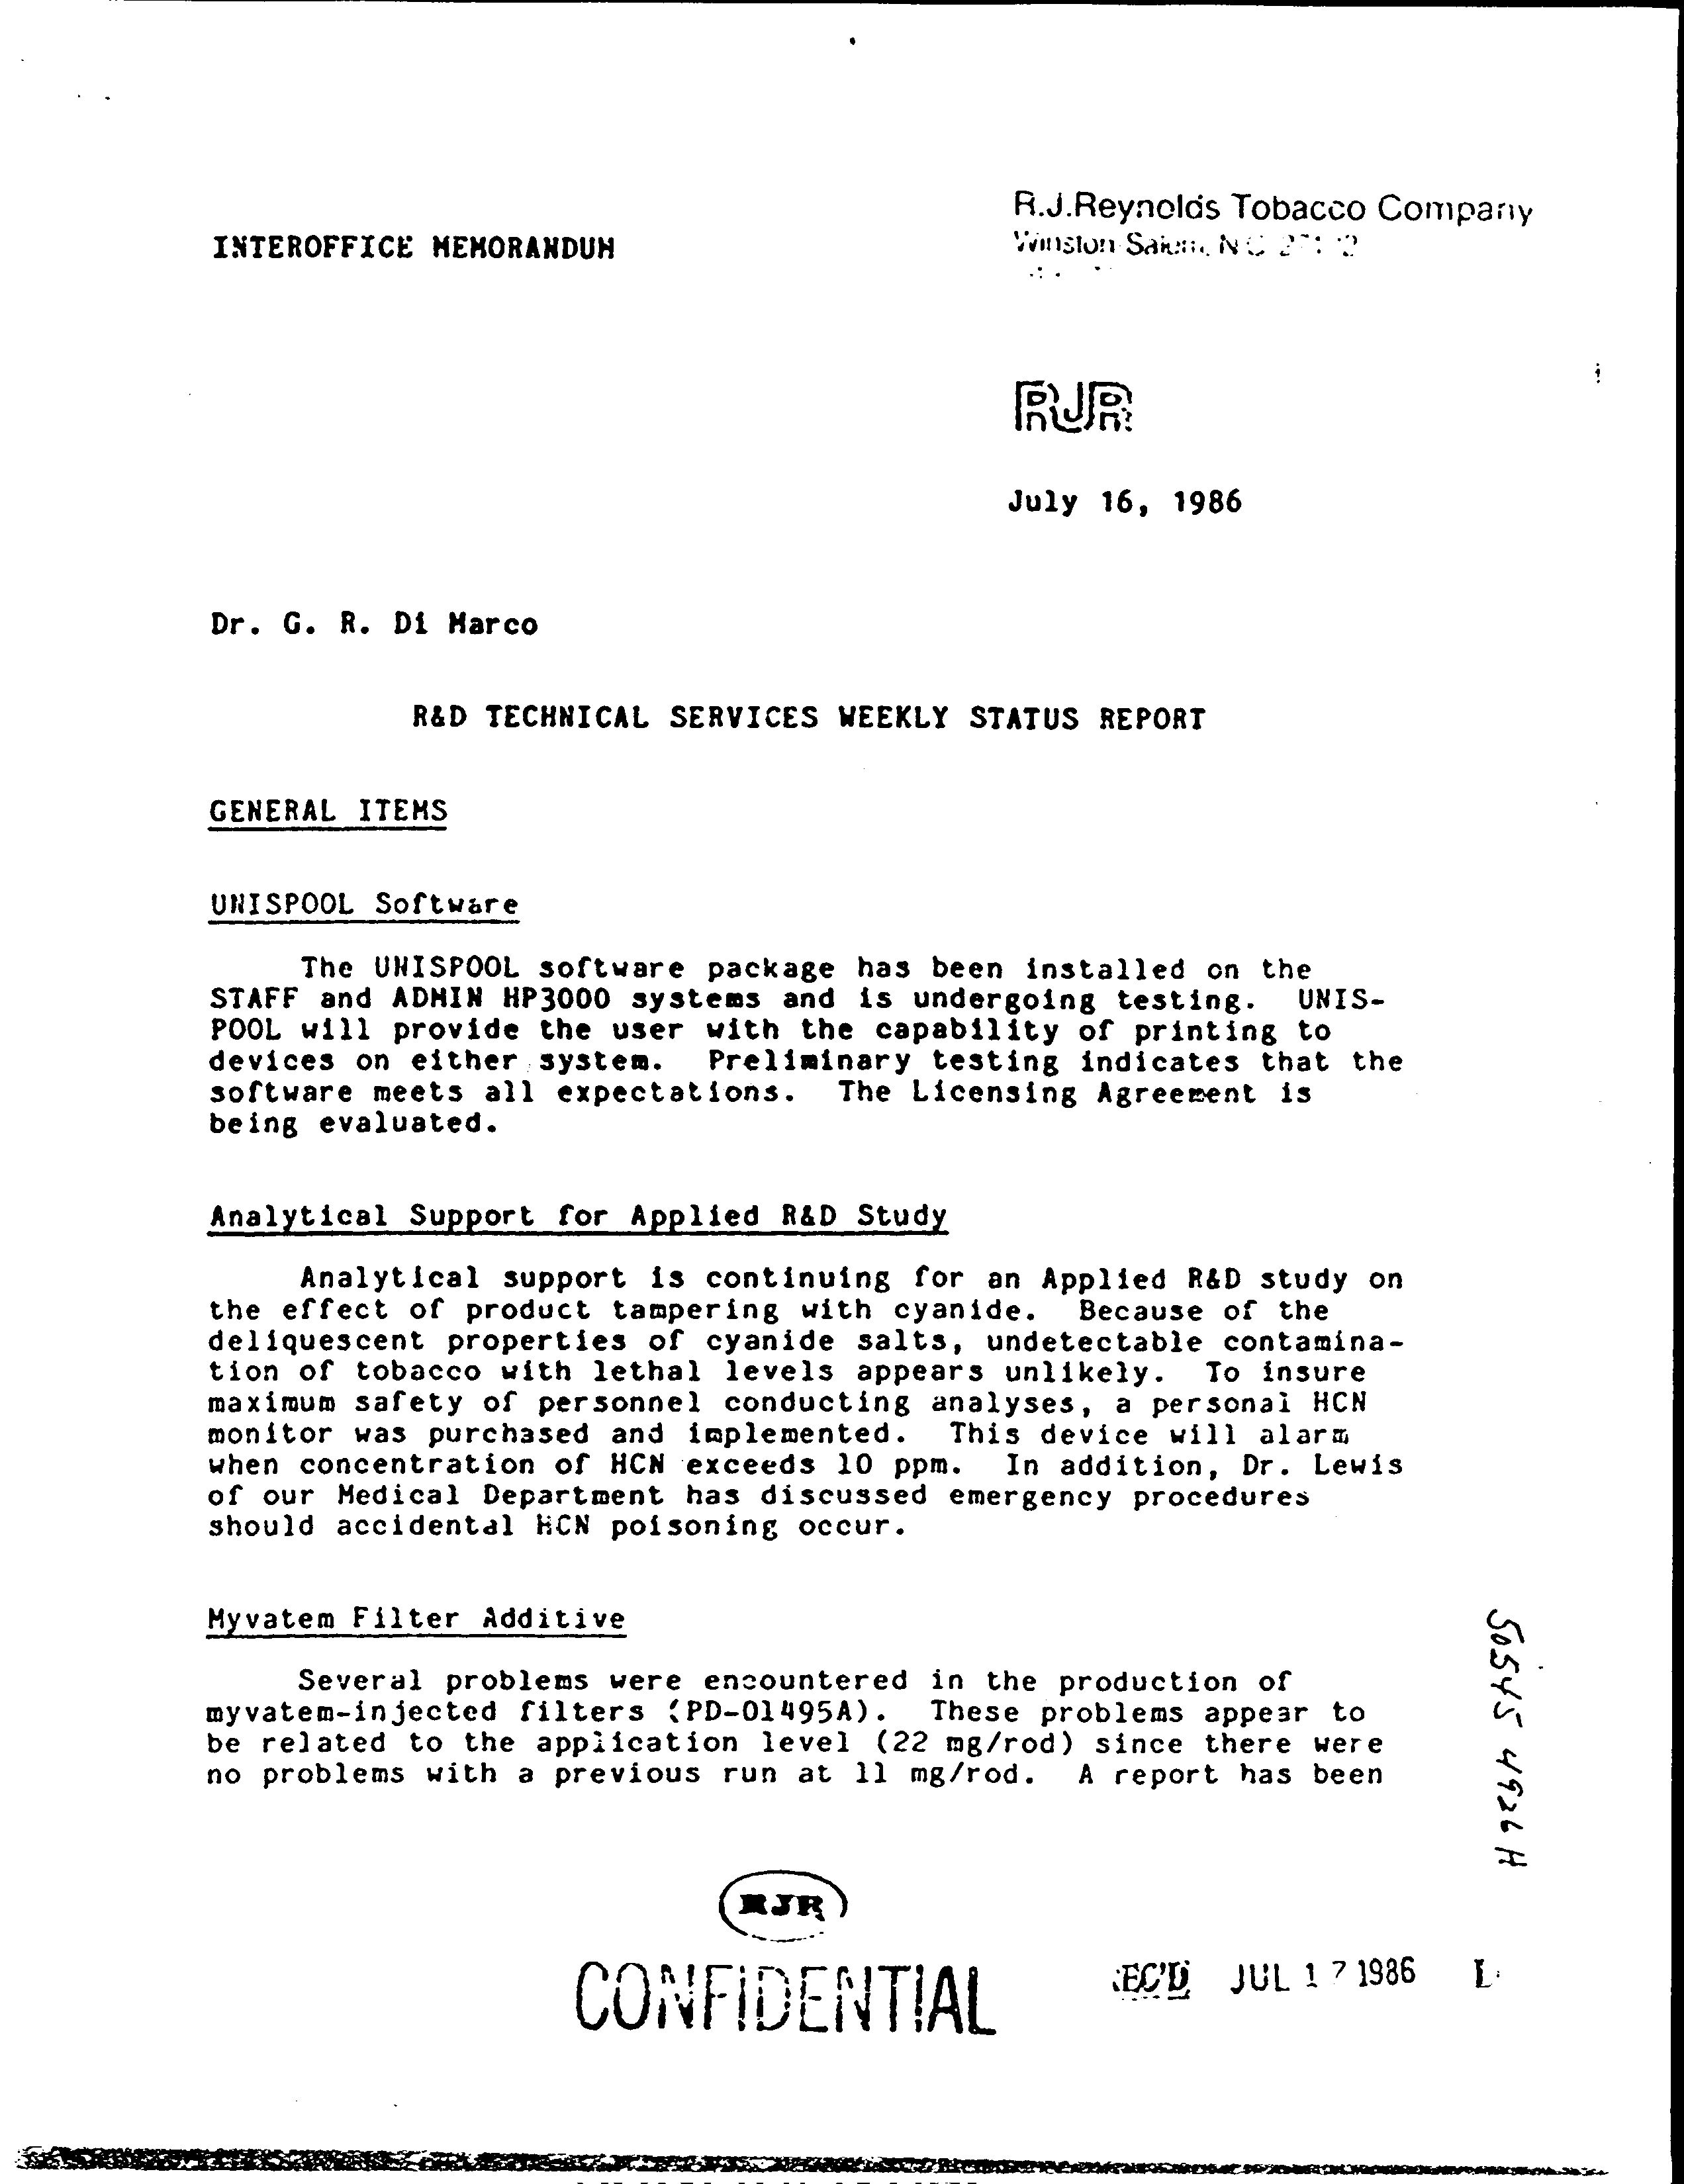 R.J.Reynolds Tobacco Company
INTEROFFICE MEMORANDUM
Winston-Salem, N.C.
RJR
July 16, 1986
Dr. G. R. Di Marco
R&D TECHNICAL SERVICES WEEKLY STATUS REPORT
GENERAL ITEMS
UNISPOOL Software
The UNISPOOL software package has been installed on the
STAFF and ADMIN HP3000 systems and is undergoing testing. UNIS-
POOL will provide the user with the capability of printing to
devices on either system. Preliminary testing indicates that the
software meets all expectations. The Licensing Agreement is
being evaluated.
Analytical Support for Applied R&D Study
Analytical support is continuing for an Applied R&D study on
the effect of product tampering with cyanide. Because of the
deliquescent properties of cyanide salts, undetectable contamina-
tion of tobacco with lethal levels appears unlikely. To insure
maximum safety of personnel conducting analyses, a personal HCN
monitor was purchased and implemented. This device will alarm
when concentration of HCN exceeds 10 ppm. In addition, Dr. Lewis
of our Medical Department has discussed emergency procedures
should accidental HCN poisoning occur.
Myvatem Filter Additive
Several problems were encountered in the production of
myvatem-injected filters (PD-01495A). These problems appear to
be related to the application level (22 mg/rod) since there were
no problems with a previous run at 11 mg/rod. A report has been
50545 4926 H
RJR
CONFIDENTIAL
REC'D JUL 17 1986